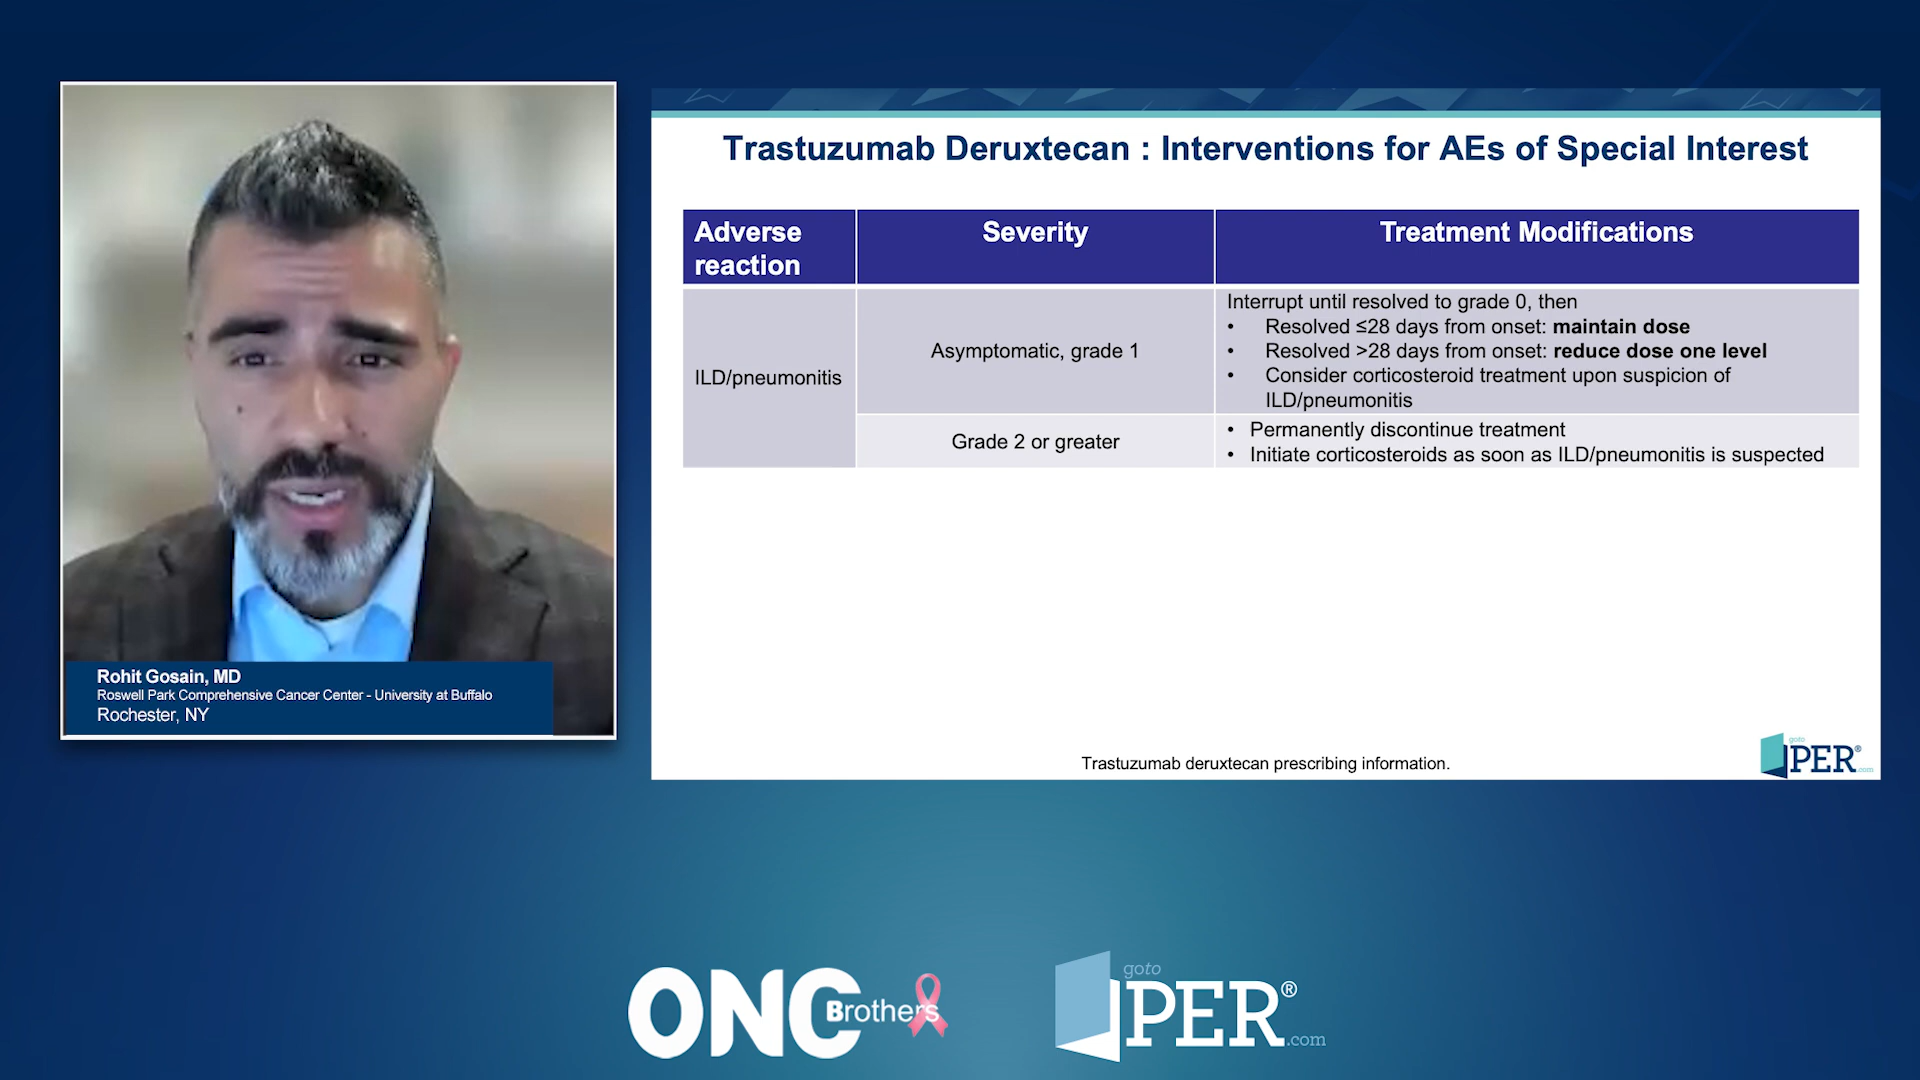 Rohit Gosain, MD
Roswell Park Comprehensive Cancer Center - University at Buffalo
Rochester, NY
Trastuzumab Deruxtecan : Interventions for AEs of Special Interest
Adverse
reaction
Severity
Treatment Modifications
ILD/pneumonitis
Asymptomatic, grade 1
Interrupt until resolved to grade 0, then
• Resolved ≤28 days from onset: maintain dose
• Resolved >28 days from onset: reduce dose one level
• Consider corticosteroid treatment upon suspicion of
ILD/pneumonitis
Grade 2 or greater
• Permanently discontinue treatment
• Initiate corticosteroids as soon as ILD/pneumonitis is suspected
Trastuzumab deruxtecan prescribing information.
goto
PER®
.com
ONC
Brothers
goto
PER®
.com